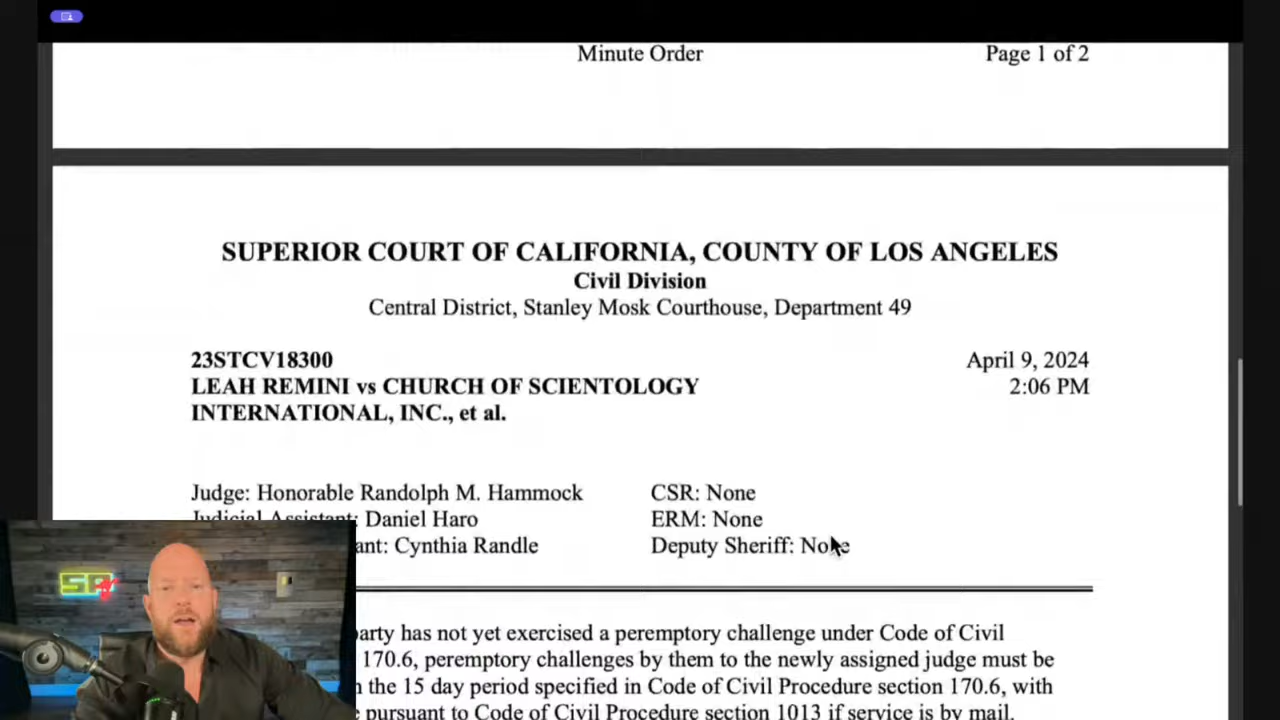 Minute Order Page 1 of 2
SUPERIOR COURT OF CALIFORNIA, COUNTY OF LOS ANGELES
Civil Division
Central District, Stanley Mosk Courthouse, Department 49
23STCV18300 April 9, 2024
LEAH REMINI vs CHURCH OF SCIENTOLOGY 2:06 PM
INTERNATIONAL, INC., et al.
Judge: Honorable Randolph M. Hammock CSR: None
Judicial Assistant: Daniel Haro ERM: None
ant: Cynthia Randle Deputy Sheriff: None
SP
party has not yet exercised a peremptory challenge under Code of Civil
170.6, peremptory challenges by them to the newly assigned judge must be
the 15 day period specified in Code of Civil Procedure section 170.6, with
pursuant to Code of Civil Procedure section 1013 if service is by mail.